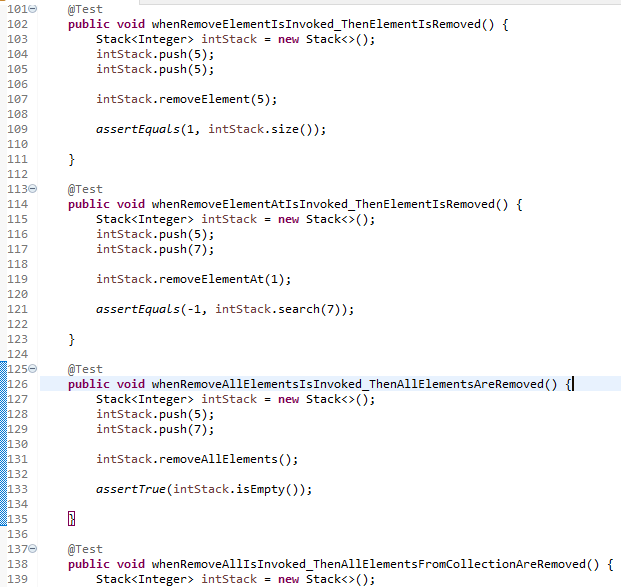 101 @Test
102 public void whenRemoveElementIsInvoked_ThenElementIsRemoved() {
103 Stack<Integer> intStack = new Stack<>();
104 intStack.push(5);
105 intStack.push(5);
106
107 intStack.removeElement(5);
108
109 assertEquals(1, intStack.size());
110
111 }
112
113 @Test
114 public void whenRemoveElementAtIsInvoked_ThenElementIsRemoved() {
115 Stack<Integer> intStack = new Stack<>();
116 intStack.push(5);
117 intStack.push(7);
118
119 intStack.removeElementAt(1);
120
121 assertEquals(-1, intStack.search(7));
122
123 }
124
125 @Test
126 public void whenRemoveAllElementsIsInvoked_ThenAllElementsAreRemoved() {
127 Stack<Integer> intStack = new Stack<>();
128 intStack.push(5);
129 intStack.push(7);
130
131 intStack.removeAllElements();
132
133 assertTrue(intStack.isEmpty());
134
135 }
136
137 @Test
138 public void whenRemoveAllIsInvoked_ThenAllElementsFromCollectionAreRemoved() {
139 Stack<Integer> intStack = new Stack<>();